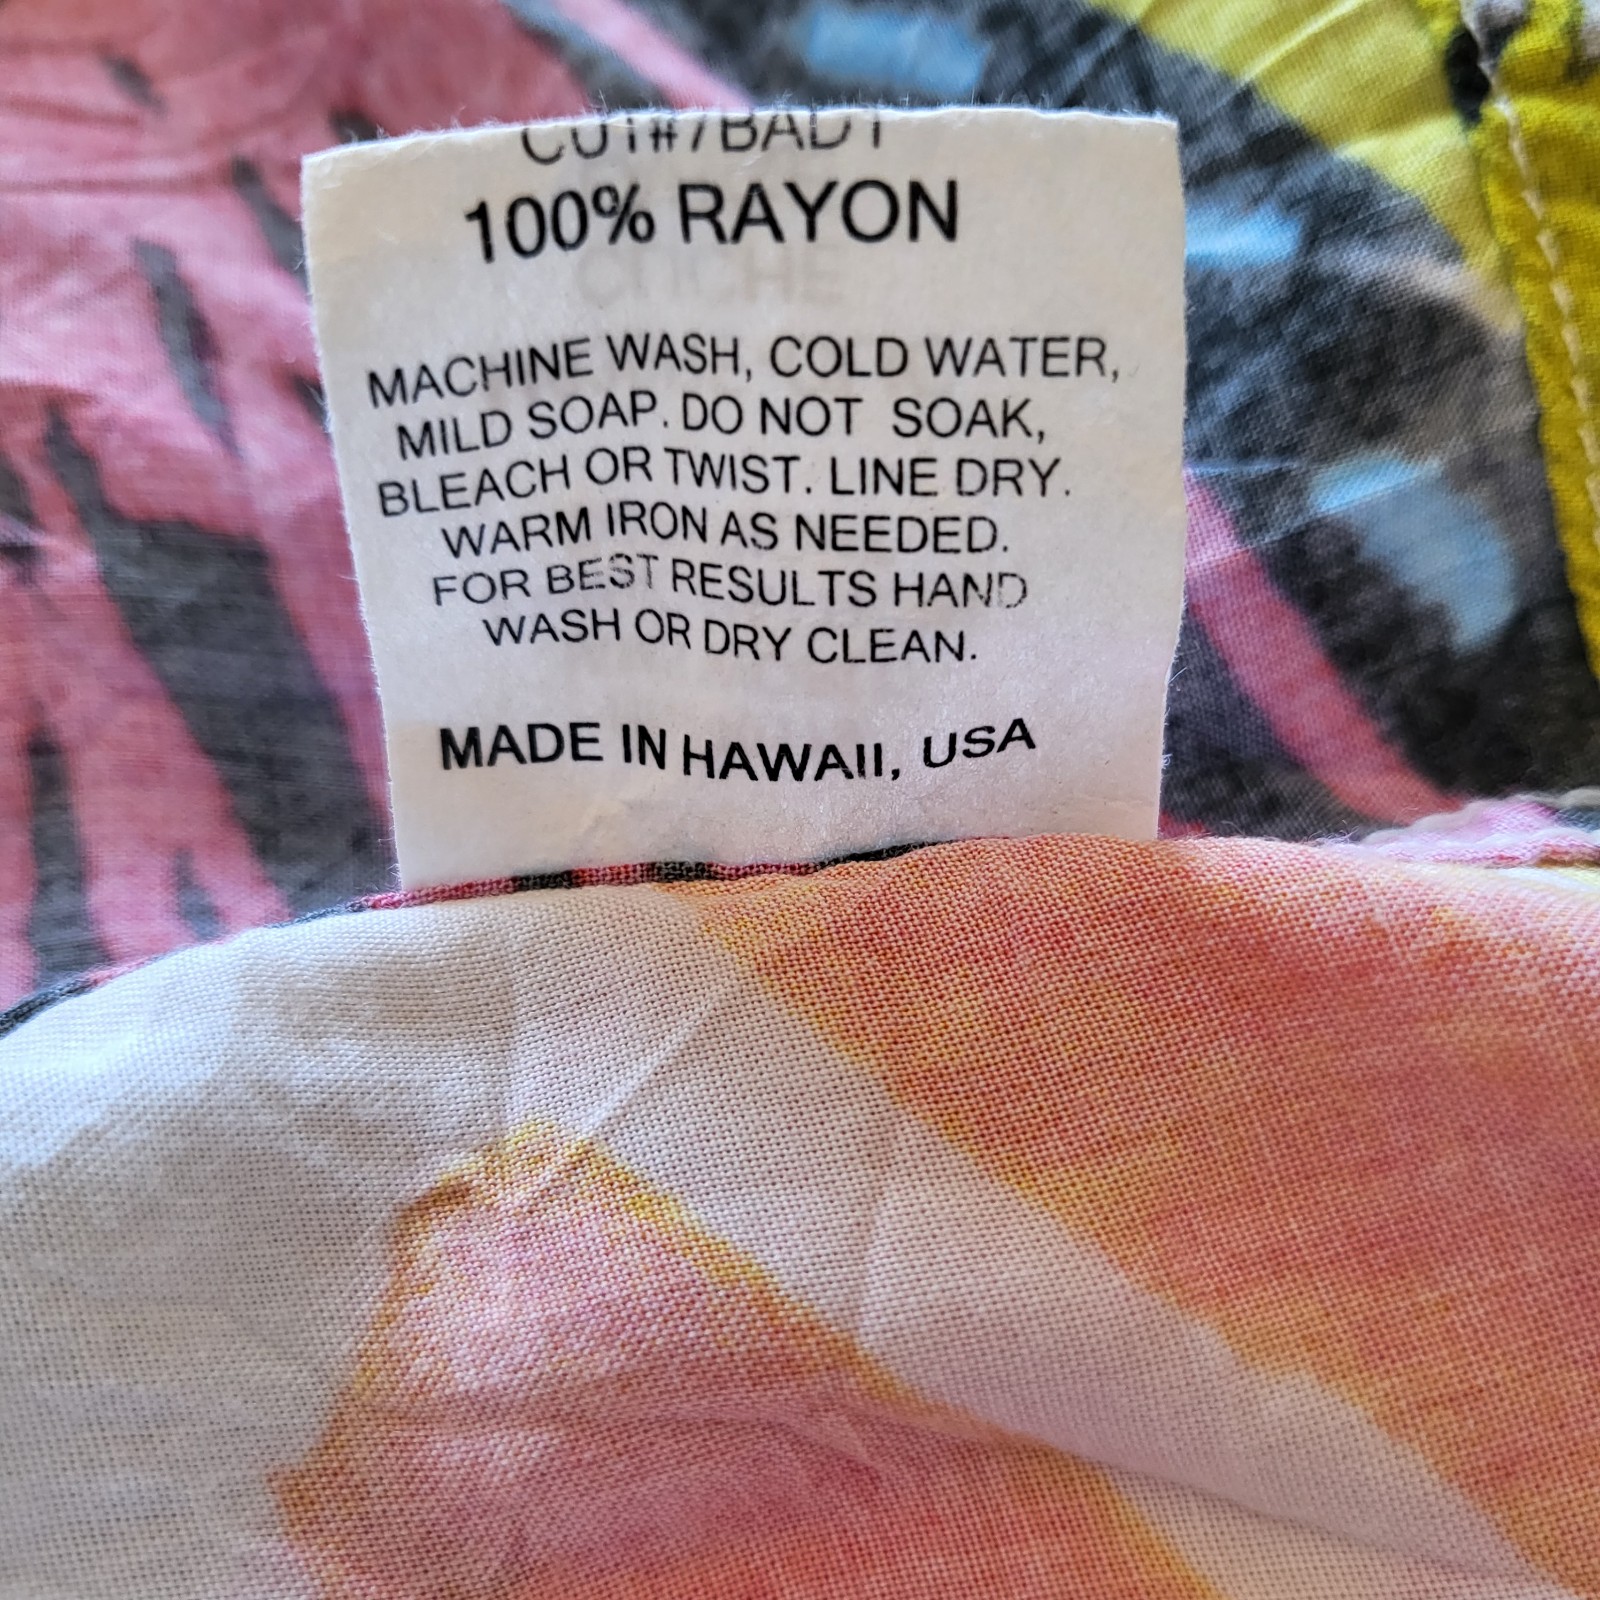 100% RAYON
CLICHE
MACHINE WASH, COLD WATER,
MILD SOAP. DO NOT SOAK,
BLEACH OR TWIST. LINE DRY.
WARM IRON AS NEEDED.
FOR BEST RESULTS HAND
WASH OR DRY CLEAN.
MADE IN HAWAII, USA